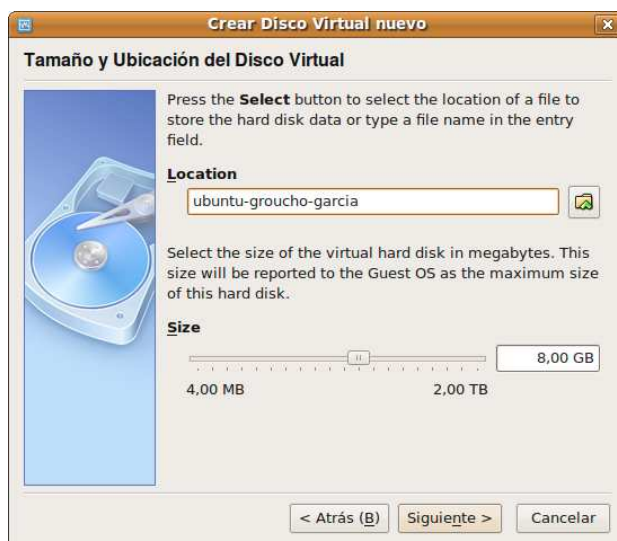 Crear Disco Virtual nuevo
Tamaño y Ubicación del Disco Virtual
Press the Select button to select the location of a file to
store the hard disk data or type a file name in the entry
field.
Location
ubuntu-groucho-garcia
Select the size of the virtual hard disk in megabytes. This
size will be reported to the Guest OS as the maximum size
of this hard disk.
Size
8,00 GB
4,00 MB 2,00 TB
< Atrás (B) Siguiente > Cancelar